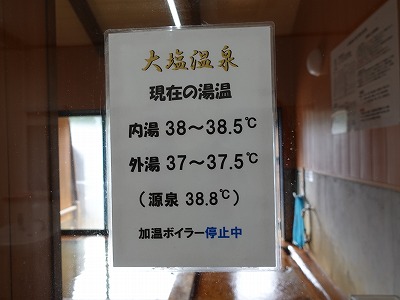 大塩温泉
現在の湯温
内湯 38～38.5℃
外湯 37～37.5℃
（源泉 38.8℃）
加温ボイラー停止中